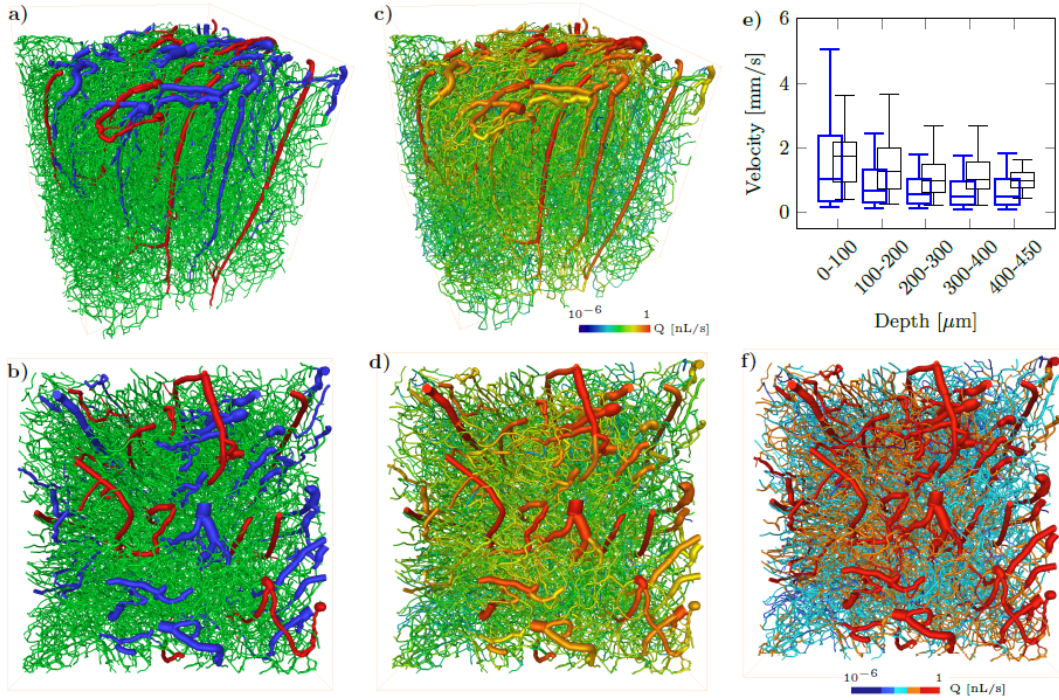 a)
c)
e)
6
4
2
0
Velocity [mm/s]
0-100
100-200
200-300
300-400
400-450
Depth [μm]
10⁻⁶ 1
Q [nL/s]
b)
d)
f)
10⁻⁶ 1
Q [nL/s]